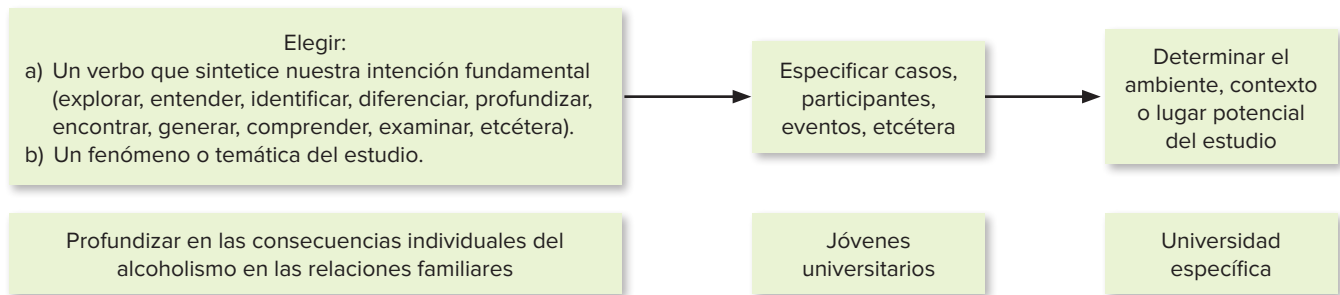 Elegir:
a) Un verbo que sintetice nuestra intención fundamental
(explorar, entender, identificar, diferenciar, profundizar,
encontrar, generar, comprender, examinar, etcétera).
b) Un fenómeno o temática del estudio.
Especificar casos,
participantes,
eventos, etcétera
Determinar el
ambiente, contexto
o lugar potencial
del estudio
Profundizar en las consecuencias individuales del
alcoholismo en las relaciones familiares
Jóvenes
universitarios
Universidad
específica